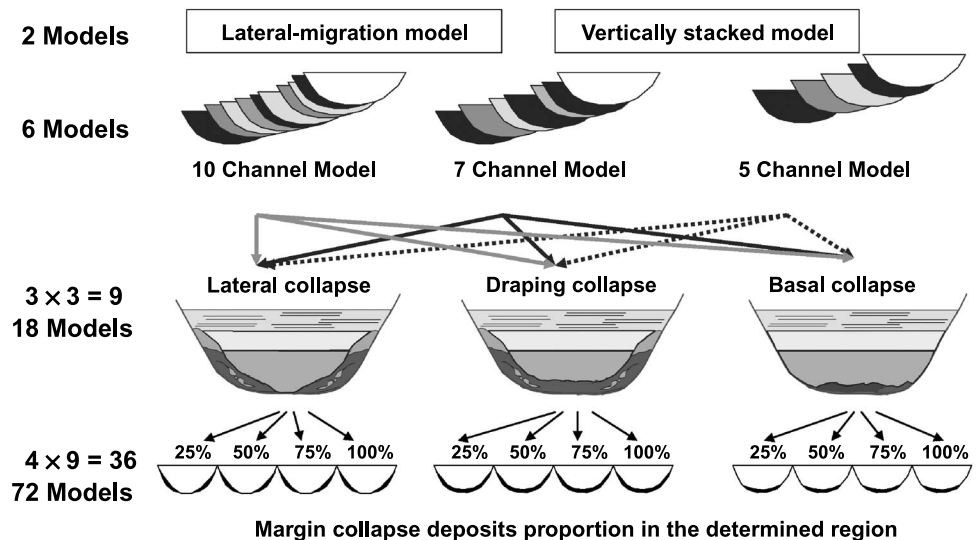 2 Models
Lateral-migration model
Vertically stacked model
6 Models
10 Channel Model
7 Channel Model
5 Channel Model
3 × 3 = 9
18 Models
Lateral collapse
Draping collapse
Basal collapse
4 × 9 = 36
72 Models
25% 50% 75% 100%
25% 50% 75% 100%
25% 50% 75% 100%
Margin collapse deposits proportion in the determined region